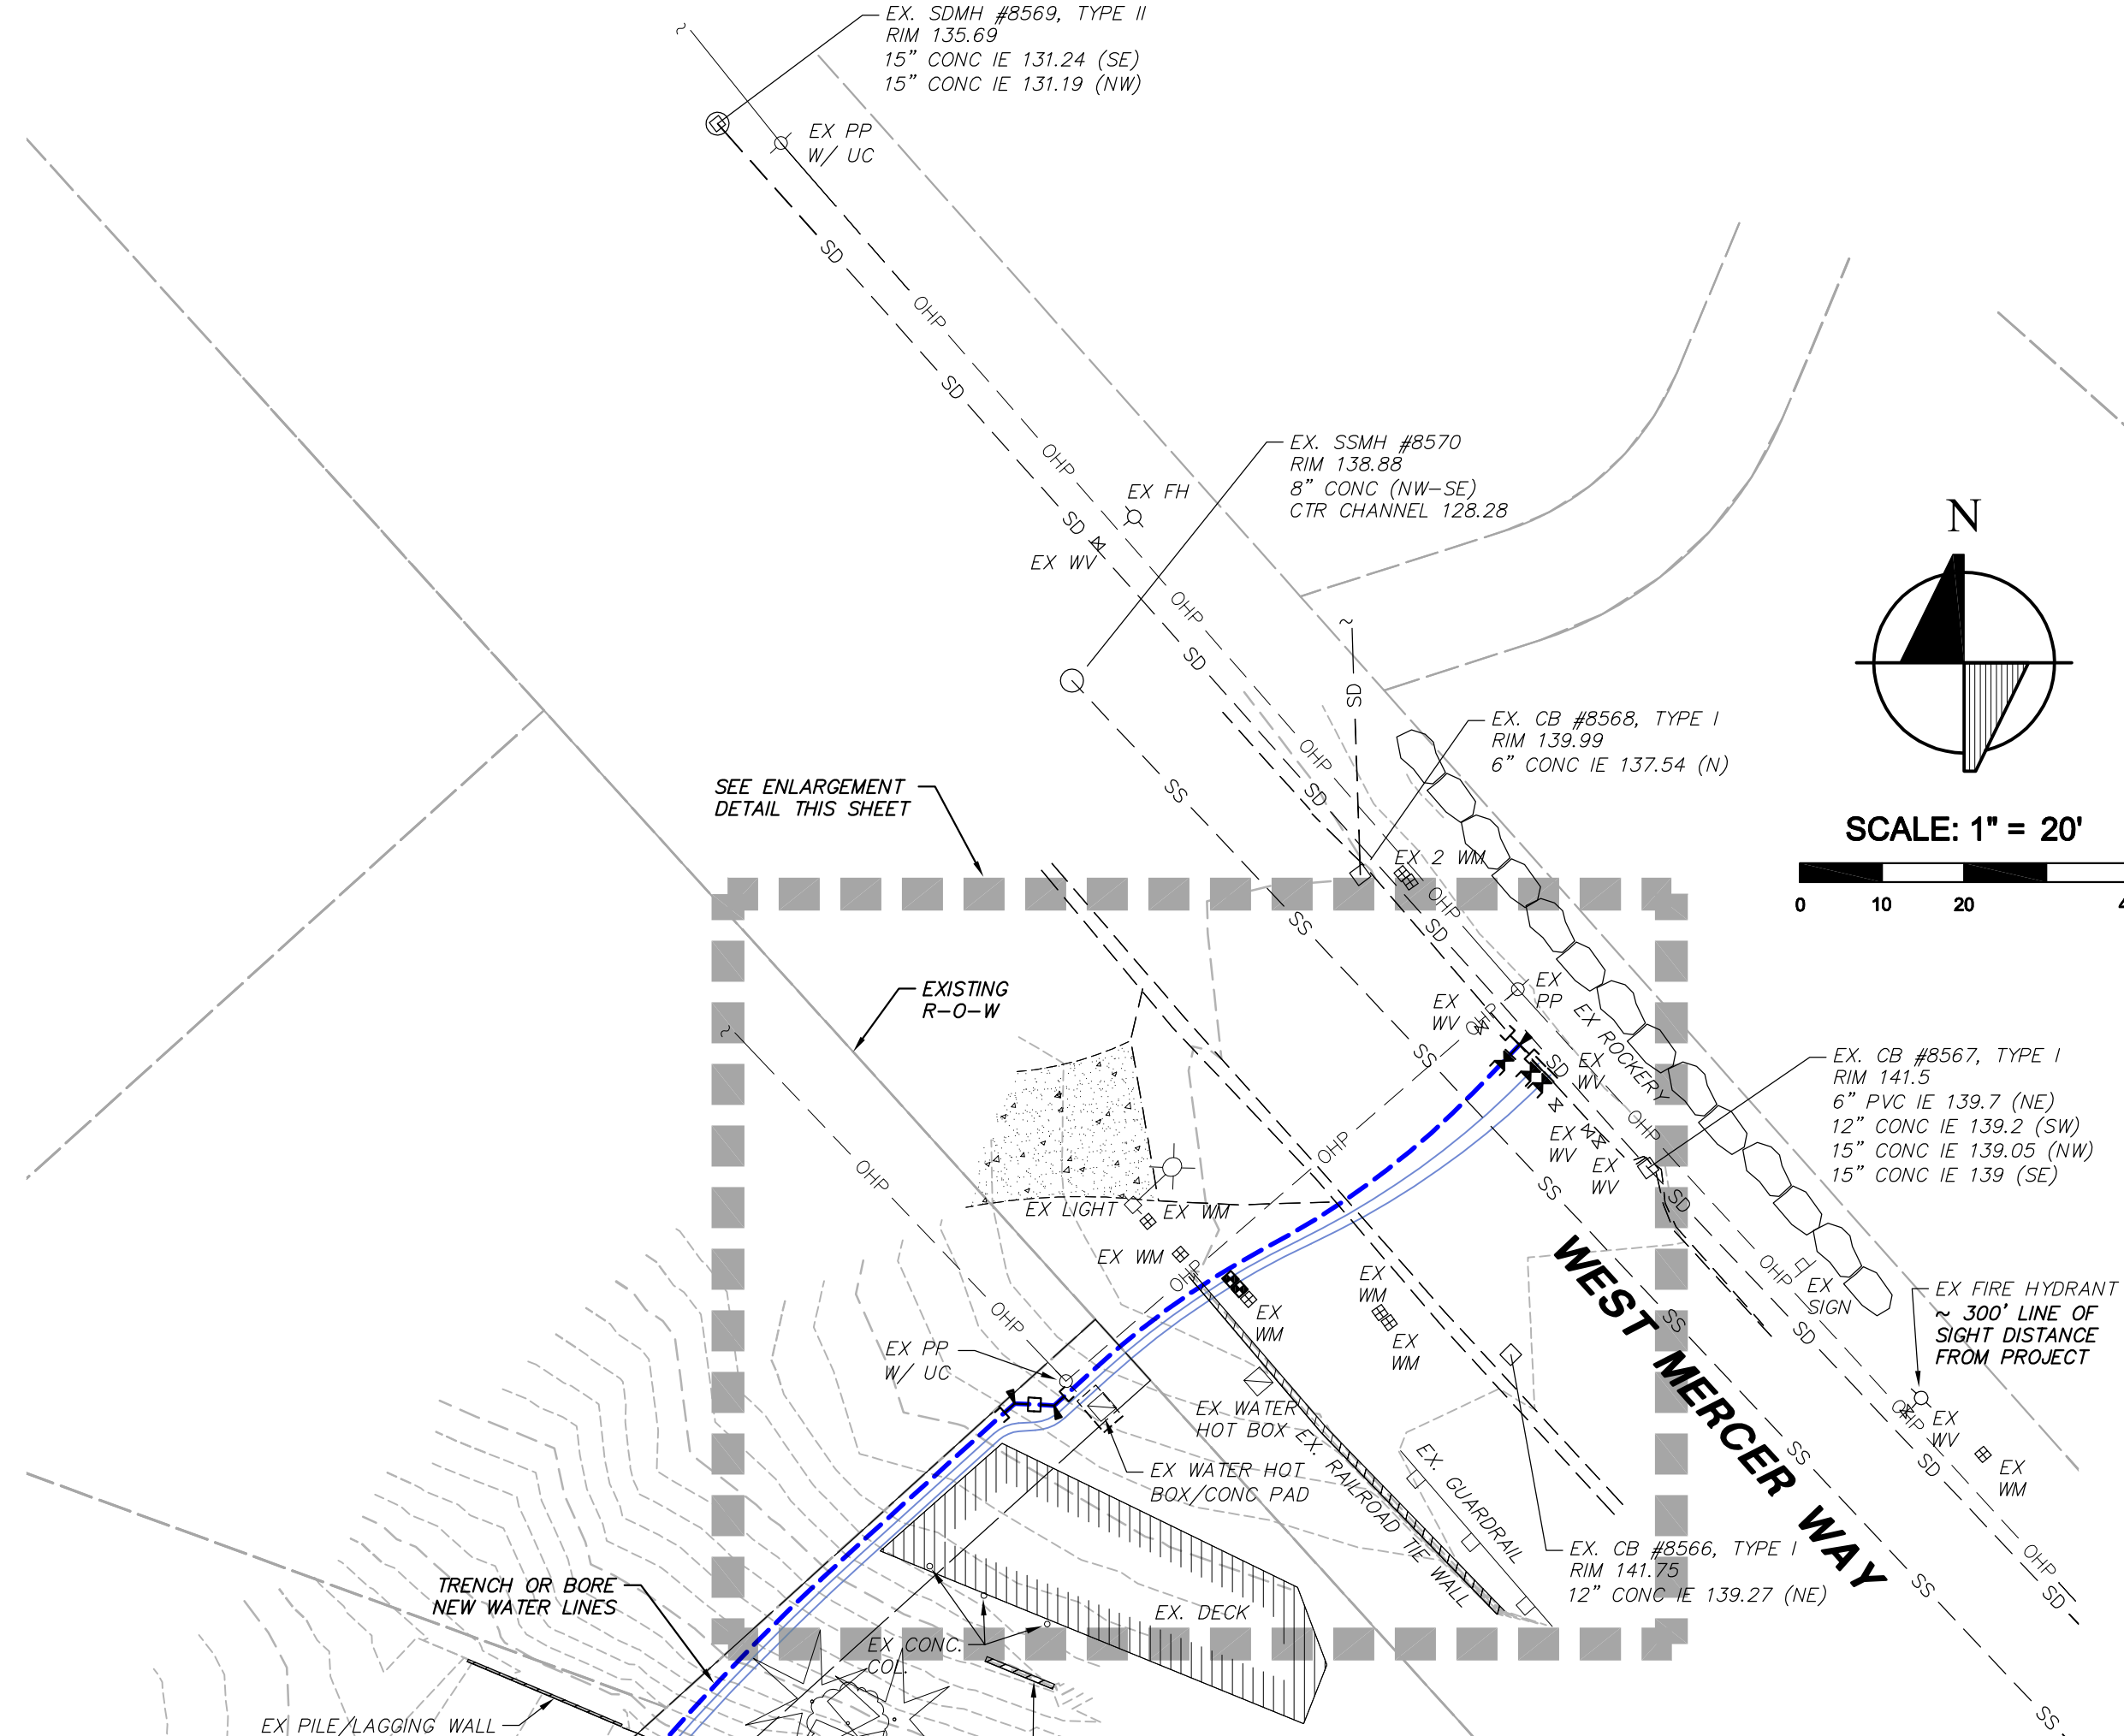 EX. SDMH #8569, TYPE II
RIM 135.69
15" CONC IE 131.24 (SE)
15" CONC IE 131.19 (NW)
EX PP
W/ UC
SD
OHP
SD
OHP
EX. SSMH #8570
RIM 138.88
8" CONC (NW-SE)
CTR CHANNEL 128.28
EX FH
SD
EX WV
N
OHP
SD
SD
EX. CB #8568, TYPE I
RIM 139.99
6" CONC IE 137.54 (N)
OHP
SD
SS
SEE ENLARGEMENT
DETAIL THIS SHEET
SCALE: 1" = 20'
0 10 20 4
EX 2 WM
OHP
SD
SS
EXISTING
R-O-W
EX
PP
EX
WV
OHP
EX ROCKERY
SS
SD
EX
WV
EX. CB #8567, TYPE I
RIM 141.5
6" PVC IE 139.7 (NE)
12" CONC IE 139.2 (SW)
15" CONC IE 139.05 (NW)
15" CONC IE 139 (SE)
OHP
EX
WV
EX
WV
OHP
OHP
SS
SD
EX LIGHT
EX WM
EX WM
OHP
WEST MERCER WAY
OHP
EX
SIGN
EX FIRE HYDRANT
~ 300' LINE OF
SIGHT DISTANCE
FROM PROJECT
EX
WM
EX
WM
EX
WM
OHP
SS
SD
EX PP
W/ UC
EX WATER
HOT BOX
EX. RAILROAD TIE WALL
EX. GUARDRAIL
OHP
EX
WV
EX
WM
SS
SD
EX WATER HOT
BOX/CONC PAD
EX. CB #8566, TYPE I
RIM 141.75
12" CONC IE 139.27 (NE)
OHP
SD
SS
TRENCH OR BORE
NEW WATER LINES
EX. DECK
EX CONC.
COL.
EX PILE/LAGGING WALL
SS